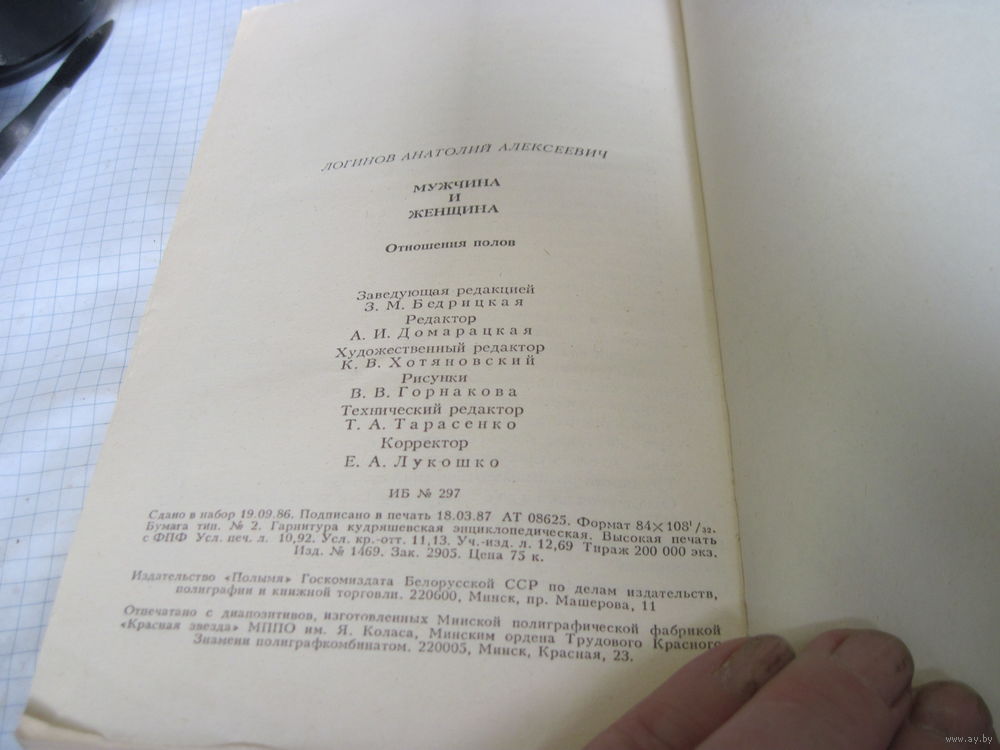 ЛОГИНОВ АНАТОЛИЙ АЛЕКСЕЕВИЧ
МУЖЧИНА
И
ЖЕНЩИНА
Отношения полов
Заведующая редакцией
З. М. Бедрицкая
Редактор
А. И. Домарацкая
Художественный редактор
К. В. Хотяновский
Рисунки
В. В. Горнакова
Технический редактор
Т. А. Тарасенко
Корректор
Е. А. Лукошко
ИБ № 297
Сдано в набор 19.09.86. Подписано в печать 18.03.87 АТ 08625. Формат 84×108¹/₃₂.
Бумага тип. № 2. Гарнитура кудряшевская энциклопедическая. Высокая печать
с ФПФ Усл. печ. л. 10,92. Усл. кр.-отт. 11,13. Уч.-изд. л. 12,69 Тираж 200 000 экз.
Изд. № 1469. Зак. 2905. Цена 75 к.
Издательство «Полымя» Госкомиздата Белорусской ССР по делам издательств,
полиграфии и книжной торговли. 220600, Минск, пр. Машерова, 11
Отпечатано с диапозитивов, изготовленных Минской полиграфической фабрикой
«Красная звезда» МППО им. Я. Коласа, Минским ордена Трудового Красного
Знамени полиграфкомбинатом. 220005, Минск, Красная, 23.
www.ay.by